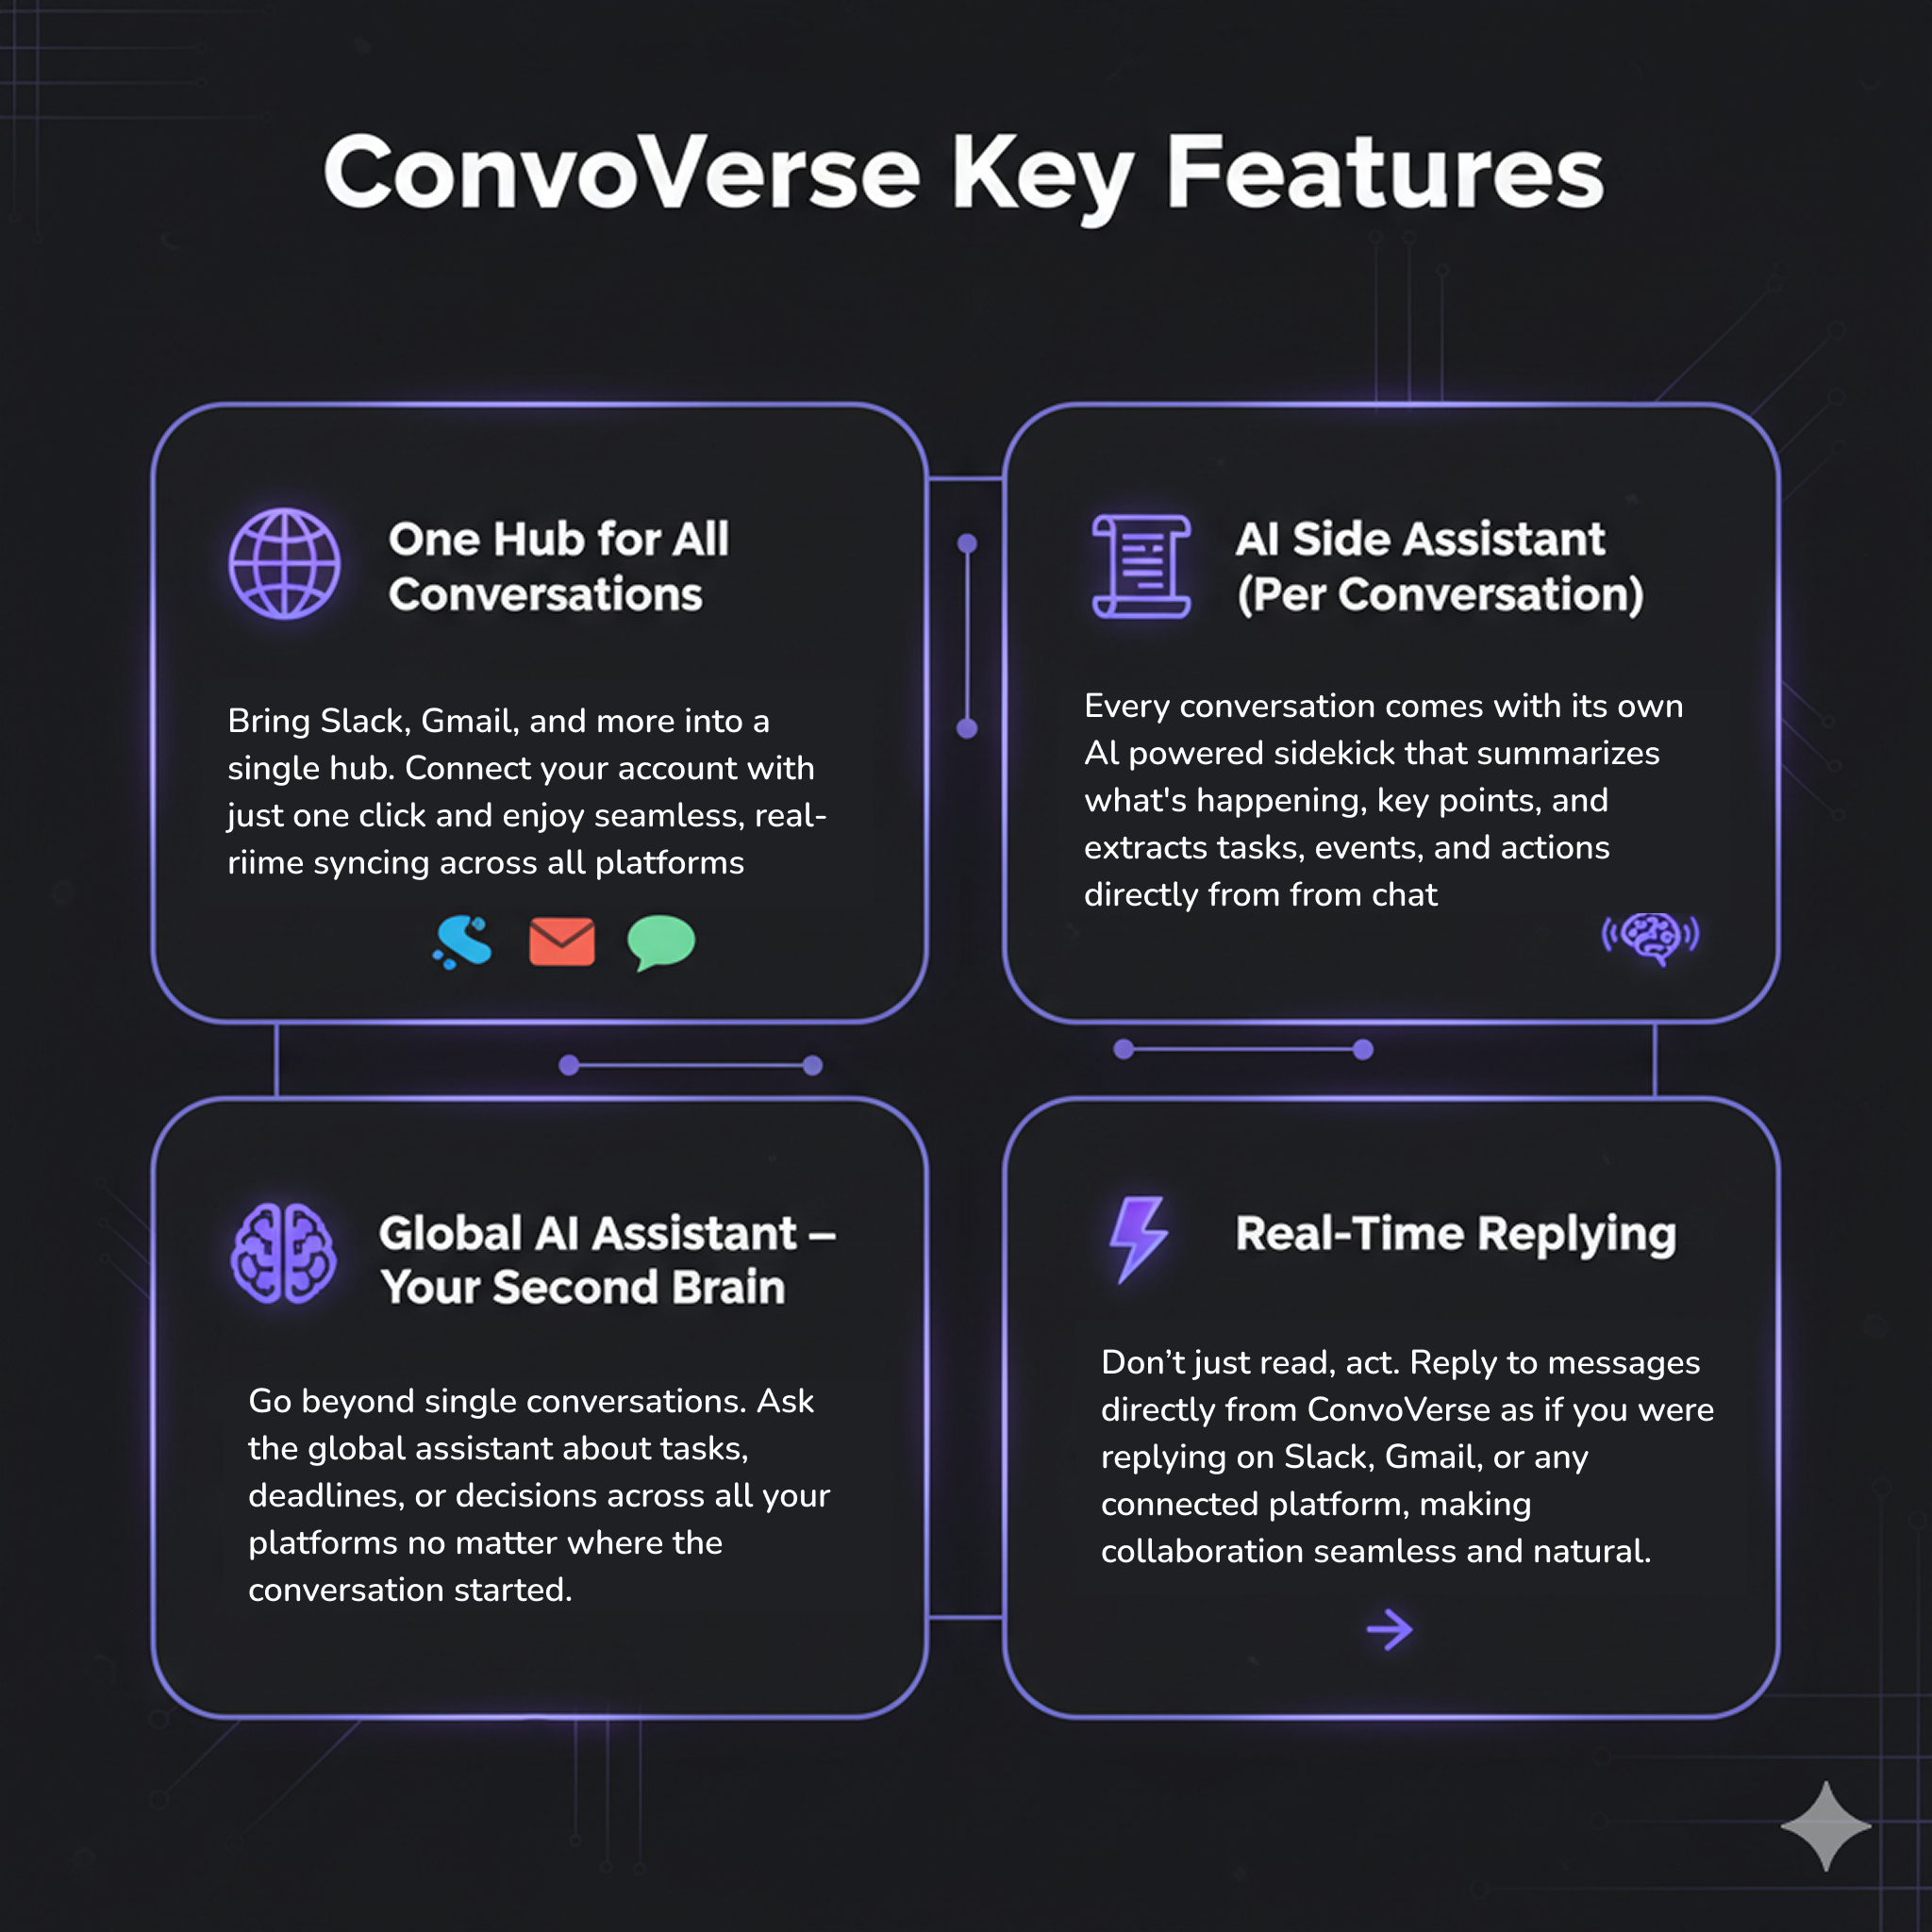 ConvoVerse Key Features
One Hub for All
Conversations
Bring Slack, Gmail, and more into a
single hub. Connect your account with
just one click and enjoy seamless, real-
riime syncing across all platforms
AI Side Assistant
(Per Conversation)
Every conversation comes with its own
Al powered sidekick that summarizes
what's happening, key points, and
extracts tasks, events, and actions
directly from from chat
Global AI Assistant –
Your Second Brain
Go beyond single conversations. Ask
the global assistant about tasks,
deadlines, or decisions across all your
platforms no matter where the
conversation started.
Real-Time Replying
Don’t just read, act. Reply to messages
directly from ConvoVerse as if you were
replying on Slack, Gmail, or any
connected platform, making
collaboration seamless and natural.